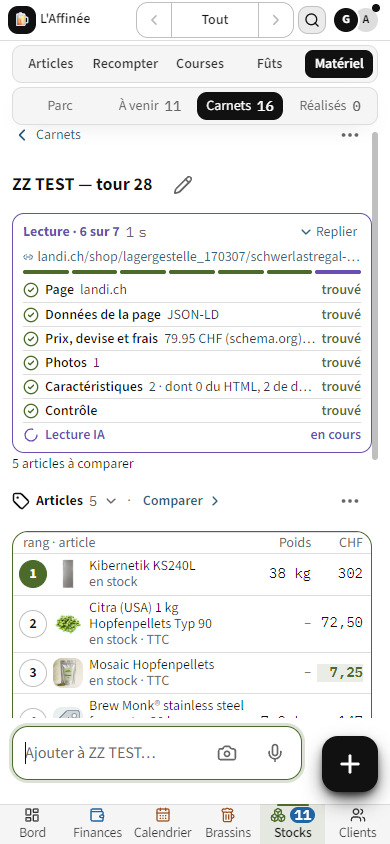 L'Affinée
Tout
G
A
Articles Recompter Courses Fûts Matériel
Parc À venir 11 Carnets 16 Réalisés 0
Carnets
ZZ TEST — tour 28
Lecture · 6 sur 7 1 s Replier
landi.ch/shop/lagergestelle_170307/schwerlastregal-…
Page landi.ch trouvé
Données de la page JSON-LD trouvé
Prix, devise et frais 79.95 CHF (schema.org)… trouvé
Photos 1 trouvé
Caractéristiques 2 · dont 0 du HTML, 2 de d… trouvé
Contrôle trouvé
Lecture IA en cours
5 articles à comparer
Articles 5 · Comparer
rang · article Poids CHF
1 Kibernetik KS240L 38 kg 302
en stock
2 Citra (USA) 1 kg – 72,50
Hopfenpellets Typ 90
en stock · TTC
3 Mosaic Hopfenpellets – 7,25
en stock · TTC
Brew Monk® stainless steel
Ajouter à ZZ TEST…
11
Bord Finances Calendrier Brassins Stocks Clients